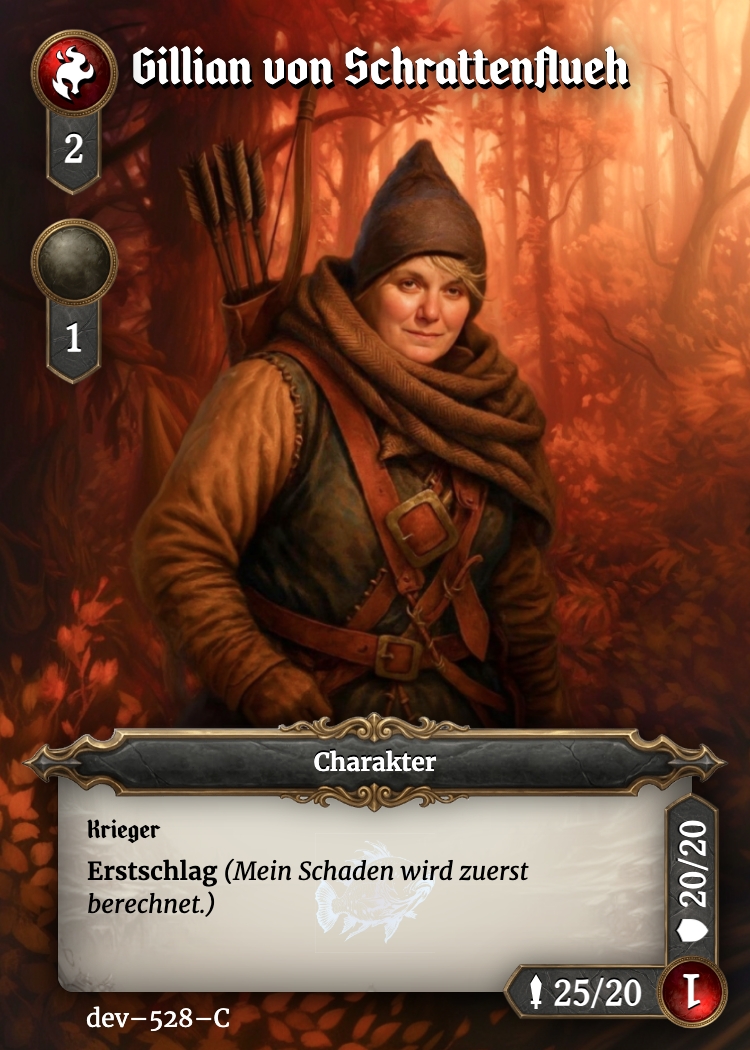 Gillian von Schrattenflueh
2
1
Charakter
Krieger
Erstschlag (Mein Schaden wird zuerst
berechnet.)
20/20
25/20
1
dev–528–C